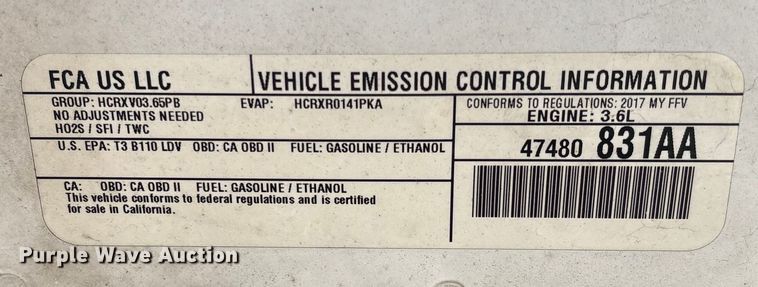 FCA US LLC
VEHICLE EMISSION CONTROL INFORMATION
GROUP: HCRXV03.65PB EVAP: HCRXR0141PKA
NO ADJUSTMENTS NEEDED
HO2S / SFI / TWC
CONFORMS TO REGULATIONS: 2017 MY FFV
ENGINE: 3.6L
U.S. EPA: T3 B110 LDV OBD: CA OBD II FUEL: GASOLINE / ETHANOL
47480 831AA
CA: OBD: CA OBD II FUEL: GASOLINE / ETHANOL
This vehicle conforms to federal regulations and is certified
for sale in California.
Purple Wave Auction